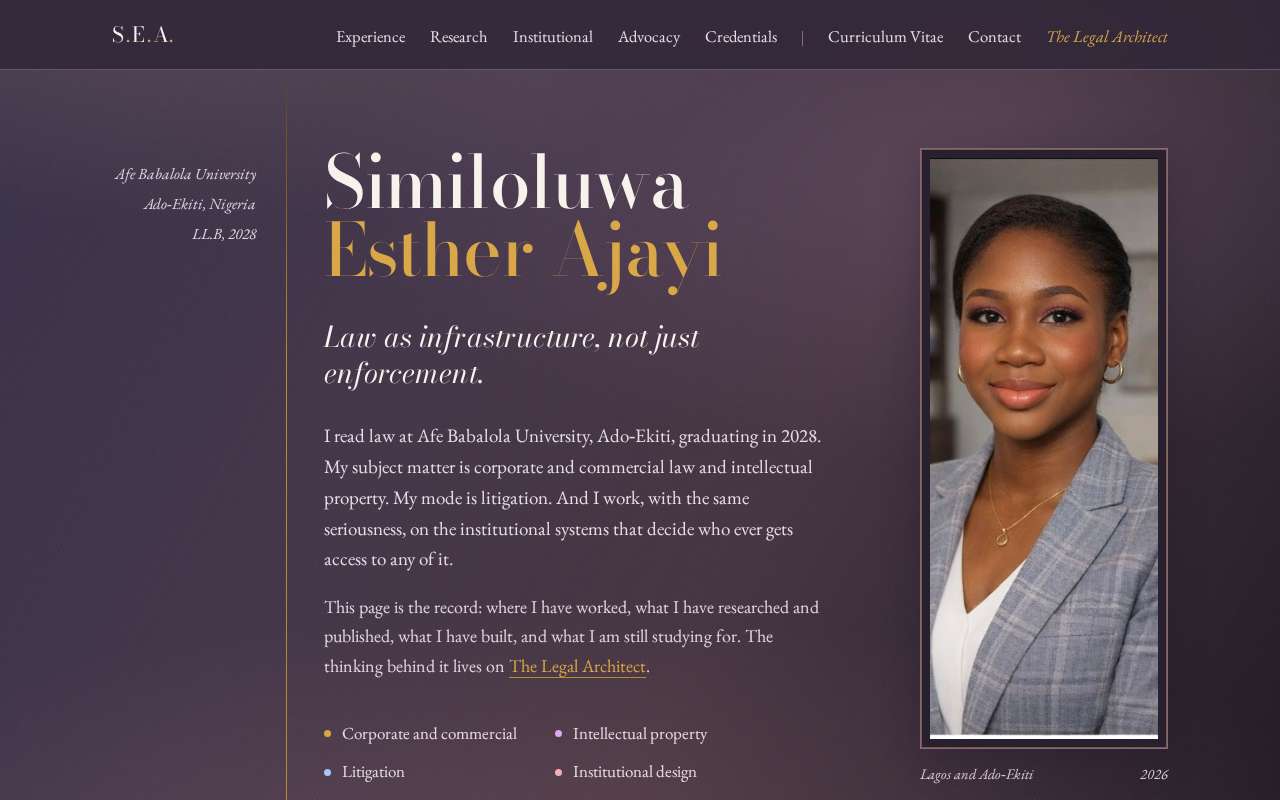 S.E.A.
Experience Research Institutional Advocacy Credentials | Curriculum Vitae Contact The Legal Architect
Afe Babalola University
Ado-Ekiti, Nigeria
LL.B, 2028
Similoluwa
Esther Ajayi
Law as infrastructure, not just
enforcement.
I read law at Afe Babalola University, Ado-Ekiti, graduating in 2028.
My subject matter is corporate and commercial law and intellectual
property. My mode is litigation. And I work, with the same
seriousness, on the institutional systems that decide who ever gets
access to any of it.
This page is the record: where I have worked, what I have researched and
published, what I have built, and what I am still studying for. The
thinking behind it lives on The Legal Architect.
Corporate and commercial
Intellectual property
Litigation
Institutional design
Lagos and Ado-Ekiti 2026